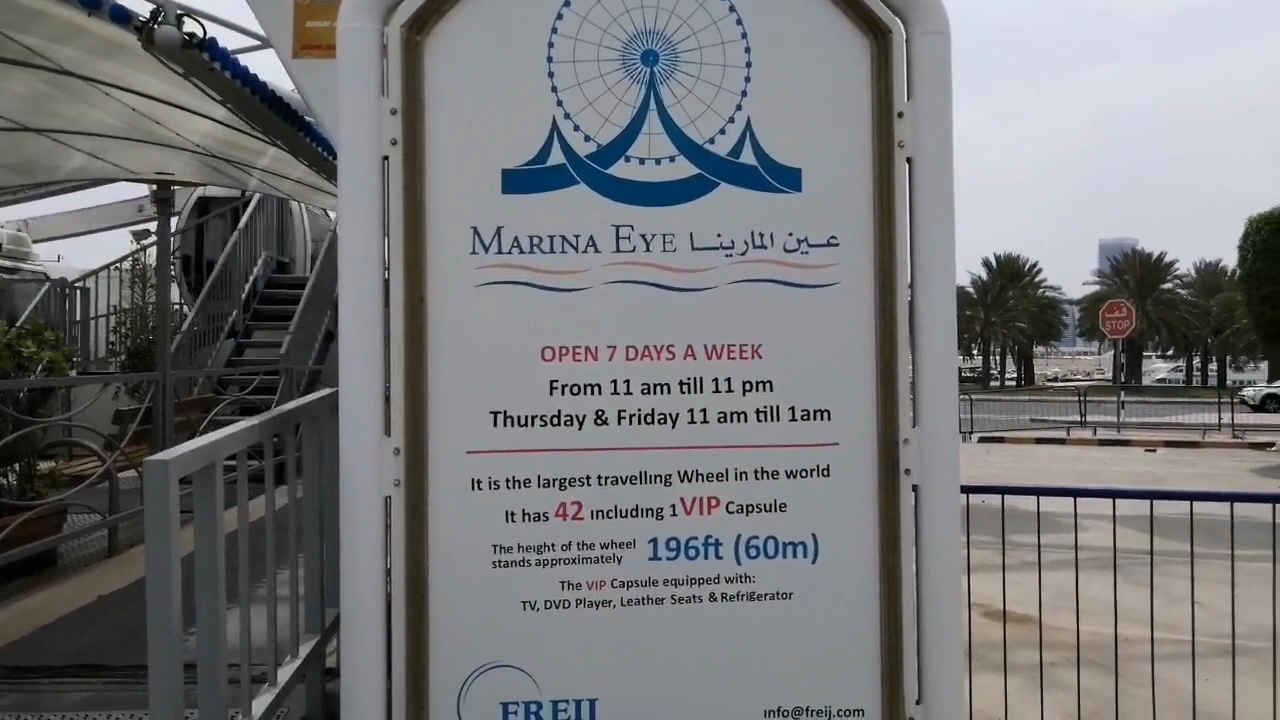 MARINA EYE عين المارينا
OPEN 7 DAYS A WEEK
From 11 am till 11 pm
Thursday & Friday 11 am till 1am
It is the largest travelling Wheel in the world
It has 42 including 1 VIP Capsule
The height of the wheel
stands approximately 196ft (60m)
The VIP Capsule equipped with:
TV, DVD Player, Leather Seats & Refrigerator
FREIJ
info@freij.com
قف
STOP